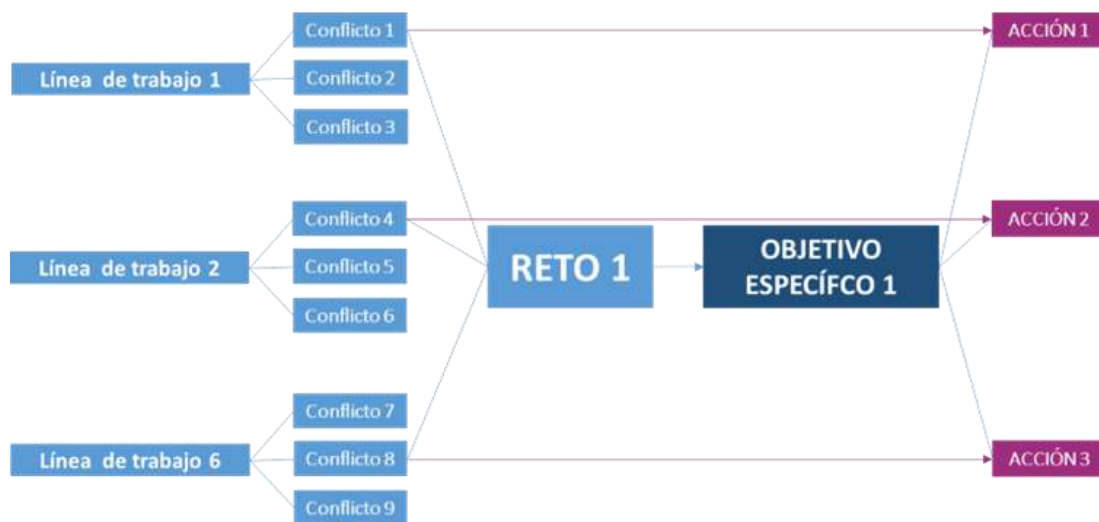 Conflicto 1
ACCIÓN 1
Línea de trabajo 1
Conflicto 2
Conflicto 3
Conflicto 4
ACCIÓN 2
Línea de trabajo 2
Conflicto 5
Conflicto 6
RETO 1
OBJETIVO
ESPECÍFCO 1
Conflicto 7
Línea de trabajo 6
Conflicto 8
ACCIÓN 3
Conflicto 9